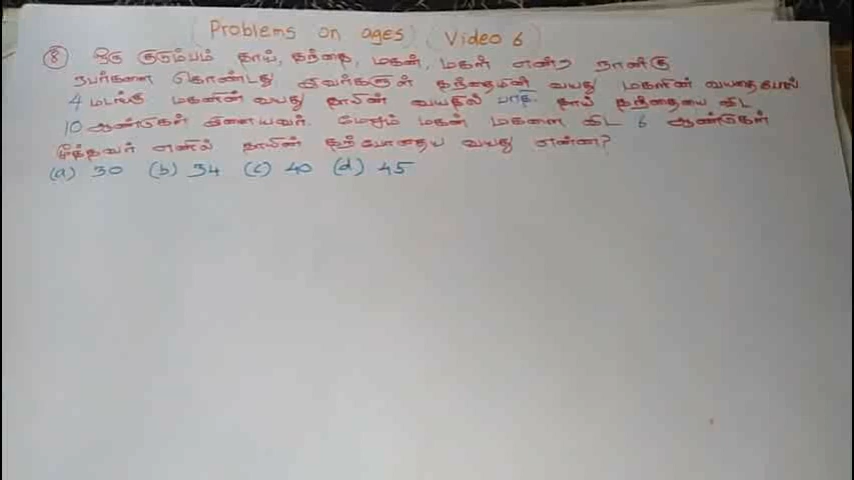 (Problems on ages) (Video 6)
⑧ ஒரு குடும்பம் தாய், தந்தை, மகன், மகள் என்ற நான்கு
நபர்களை கொண்டது இவர்களுள் தந்தையின் வயது மகளின் வயதைபோல்
4 மடங்கு மகனின் வயது தாயின் வயதில் பாதி. தாய் தந்தையை விட
10 ஆண்டுகள் இளையவர். மேலும் மகன் மகளை விட 6 ஆண்டுகள்
மூத்தவர் எனில் தாயின் தற்போதைய வயது என்ன?
(a) 30 (b) 34 (c) 40 (d) 45